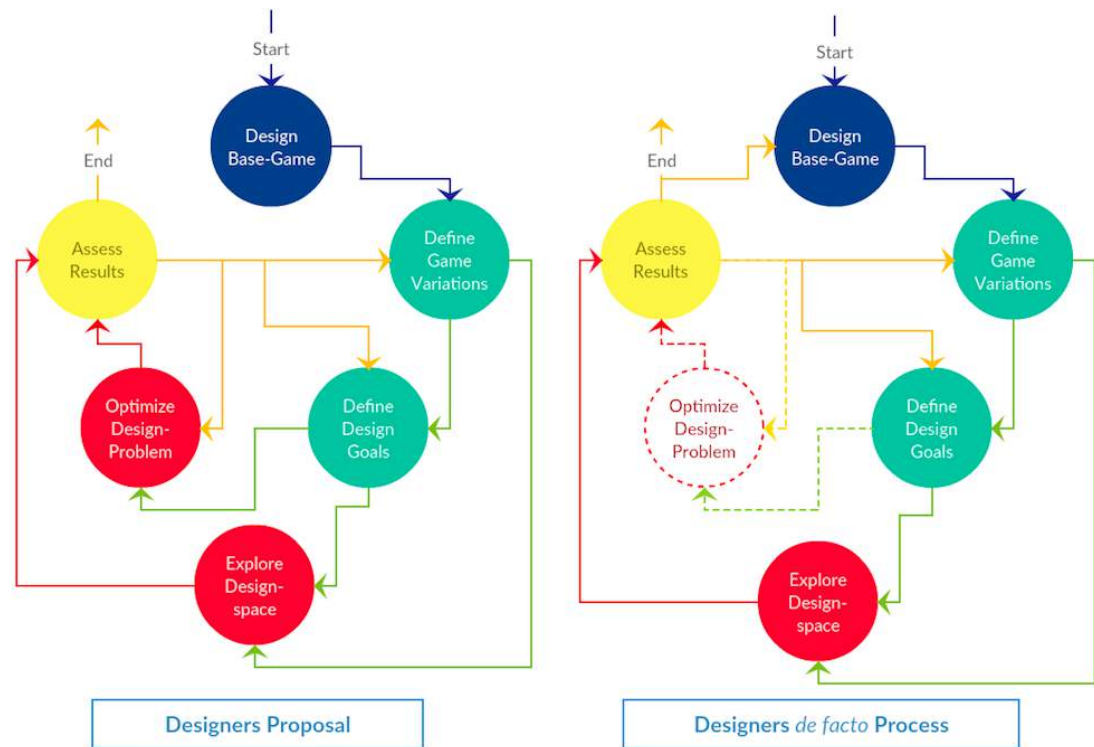 Start
Design
Base-Game
End
Assess
Results
Define
Game
Variations
Optimize
Design-
Problem
Define
Design
Goals
Explore
Design-
space
Designers Proposal
Start
Design
Base-Game
End
Assess
Results
Define
Game
Variations
Optimize
Design-
Problem
Define
Design
Goals
Explore
Design-
space
Designers de facto Process